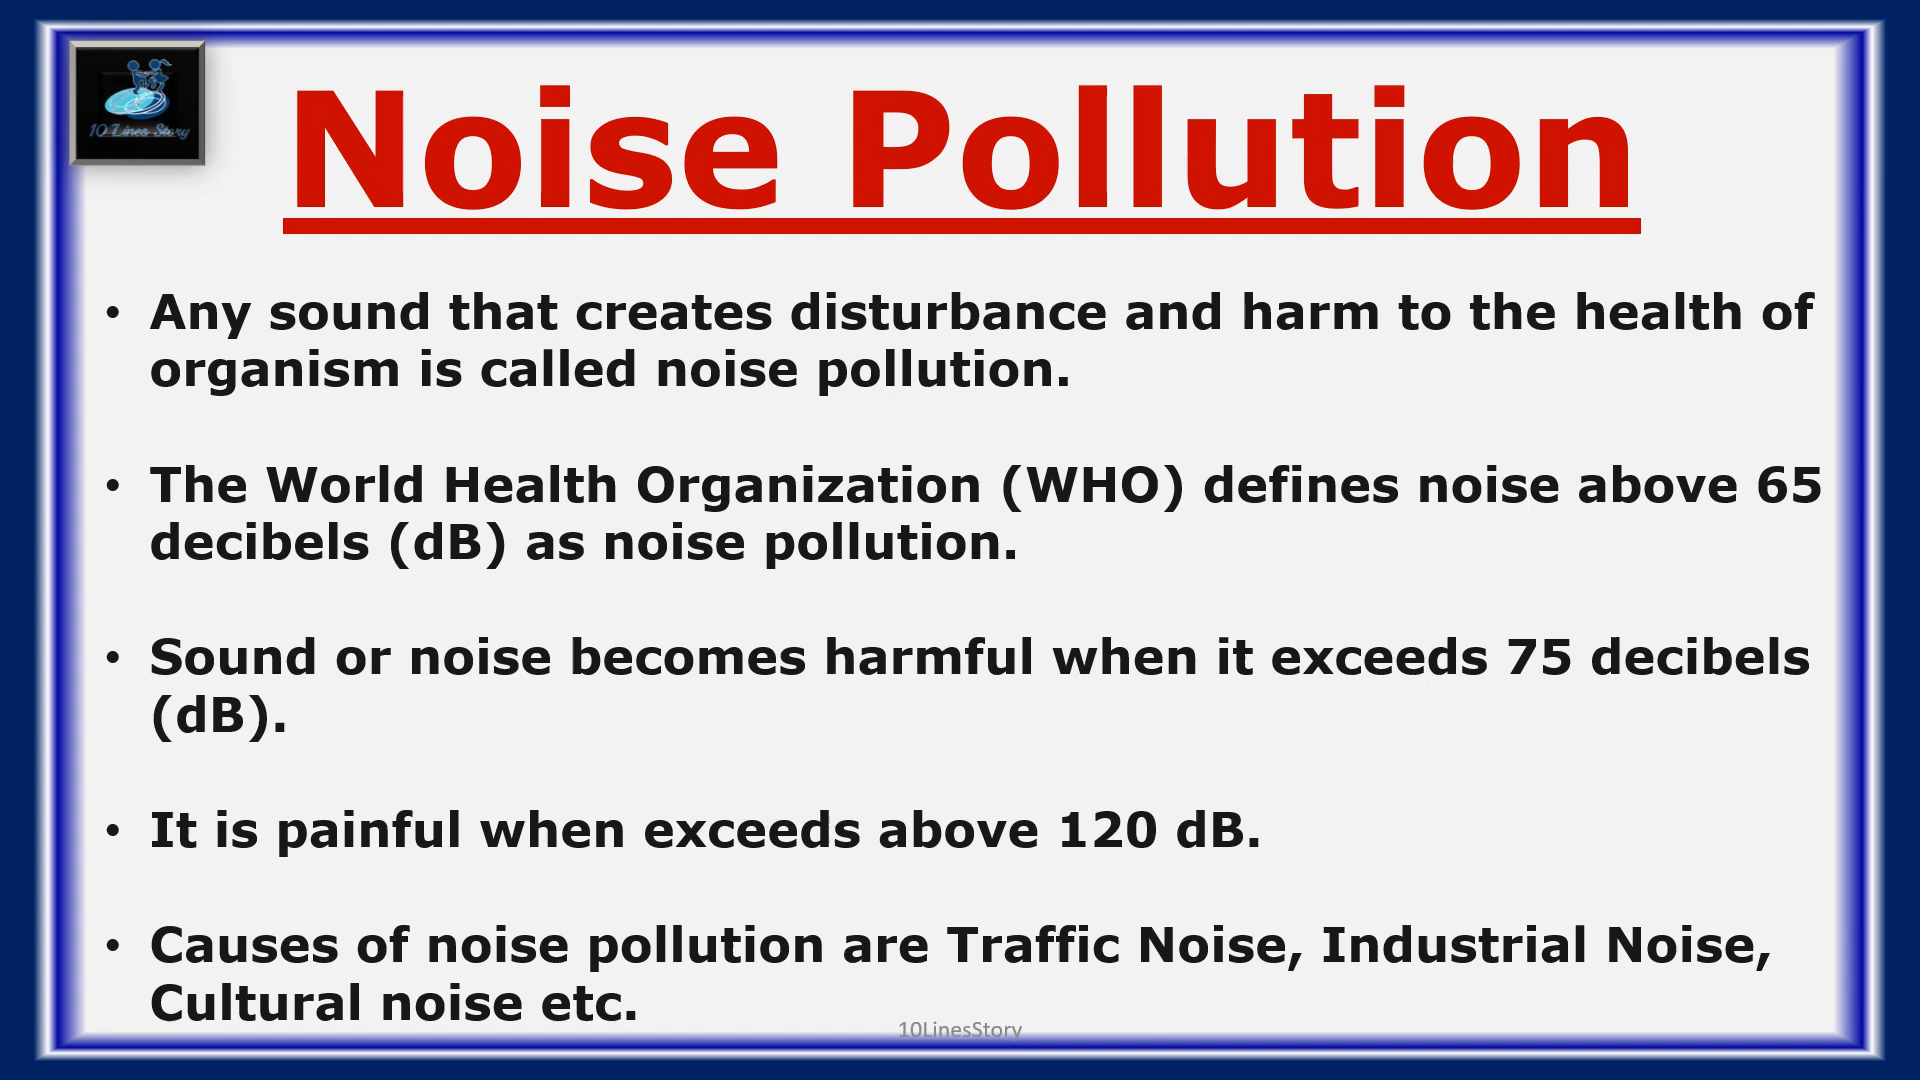 10 Lines Story
Noise Pollution
• Any sound that creates disturbance and harm to the health of
organism is called noise pollution.
• The World Health Organization (WHO) defines noise above 65
decibels (dB) as noise pollution.
• Sound or noise becomes harmful when it exceeds 75 decibels
(dB).
• It is painful when exceeds above 120 dB.
• Causes of noise pollution are Traffic Noise, Industrial Noise,
Cultural noise etc.
10LinesStory